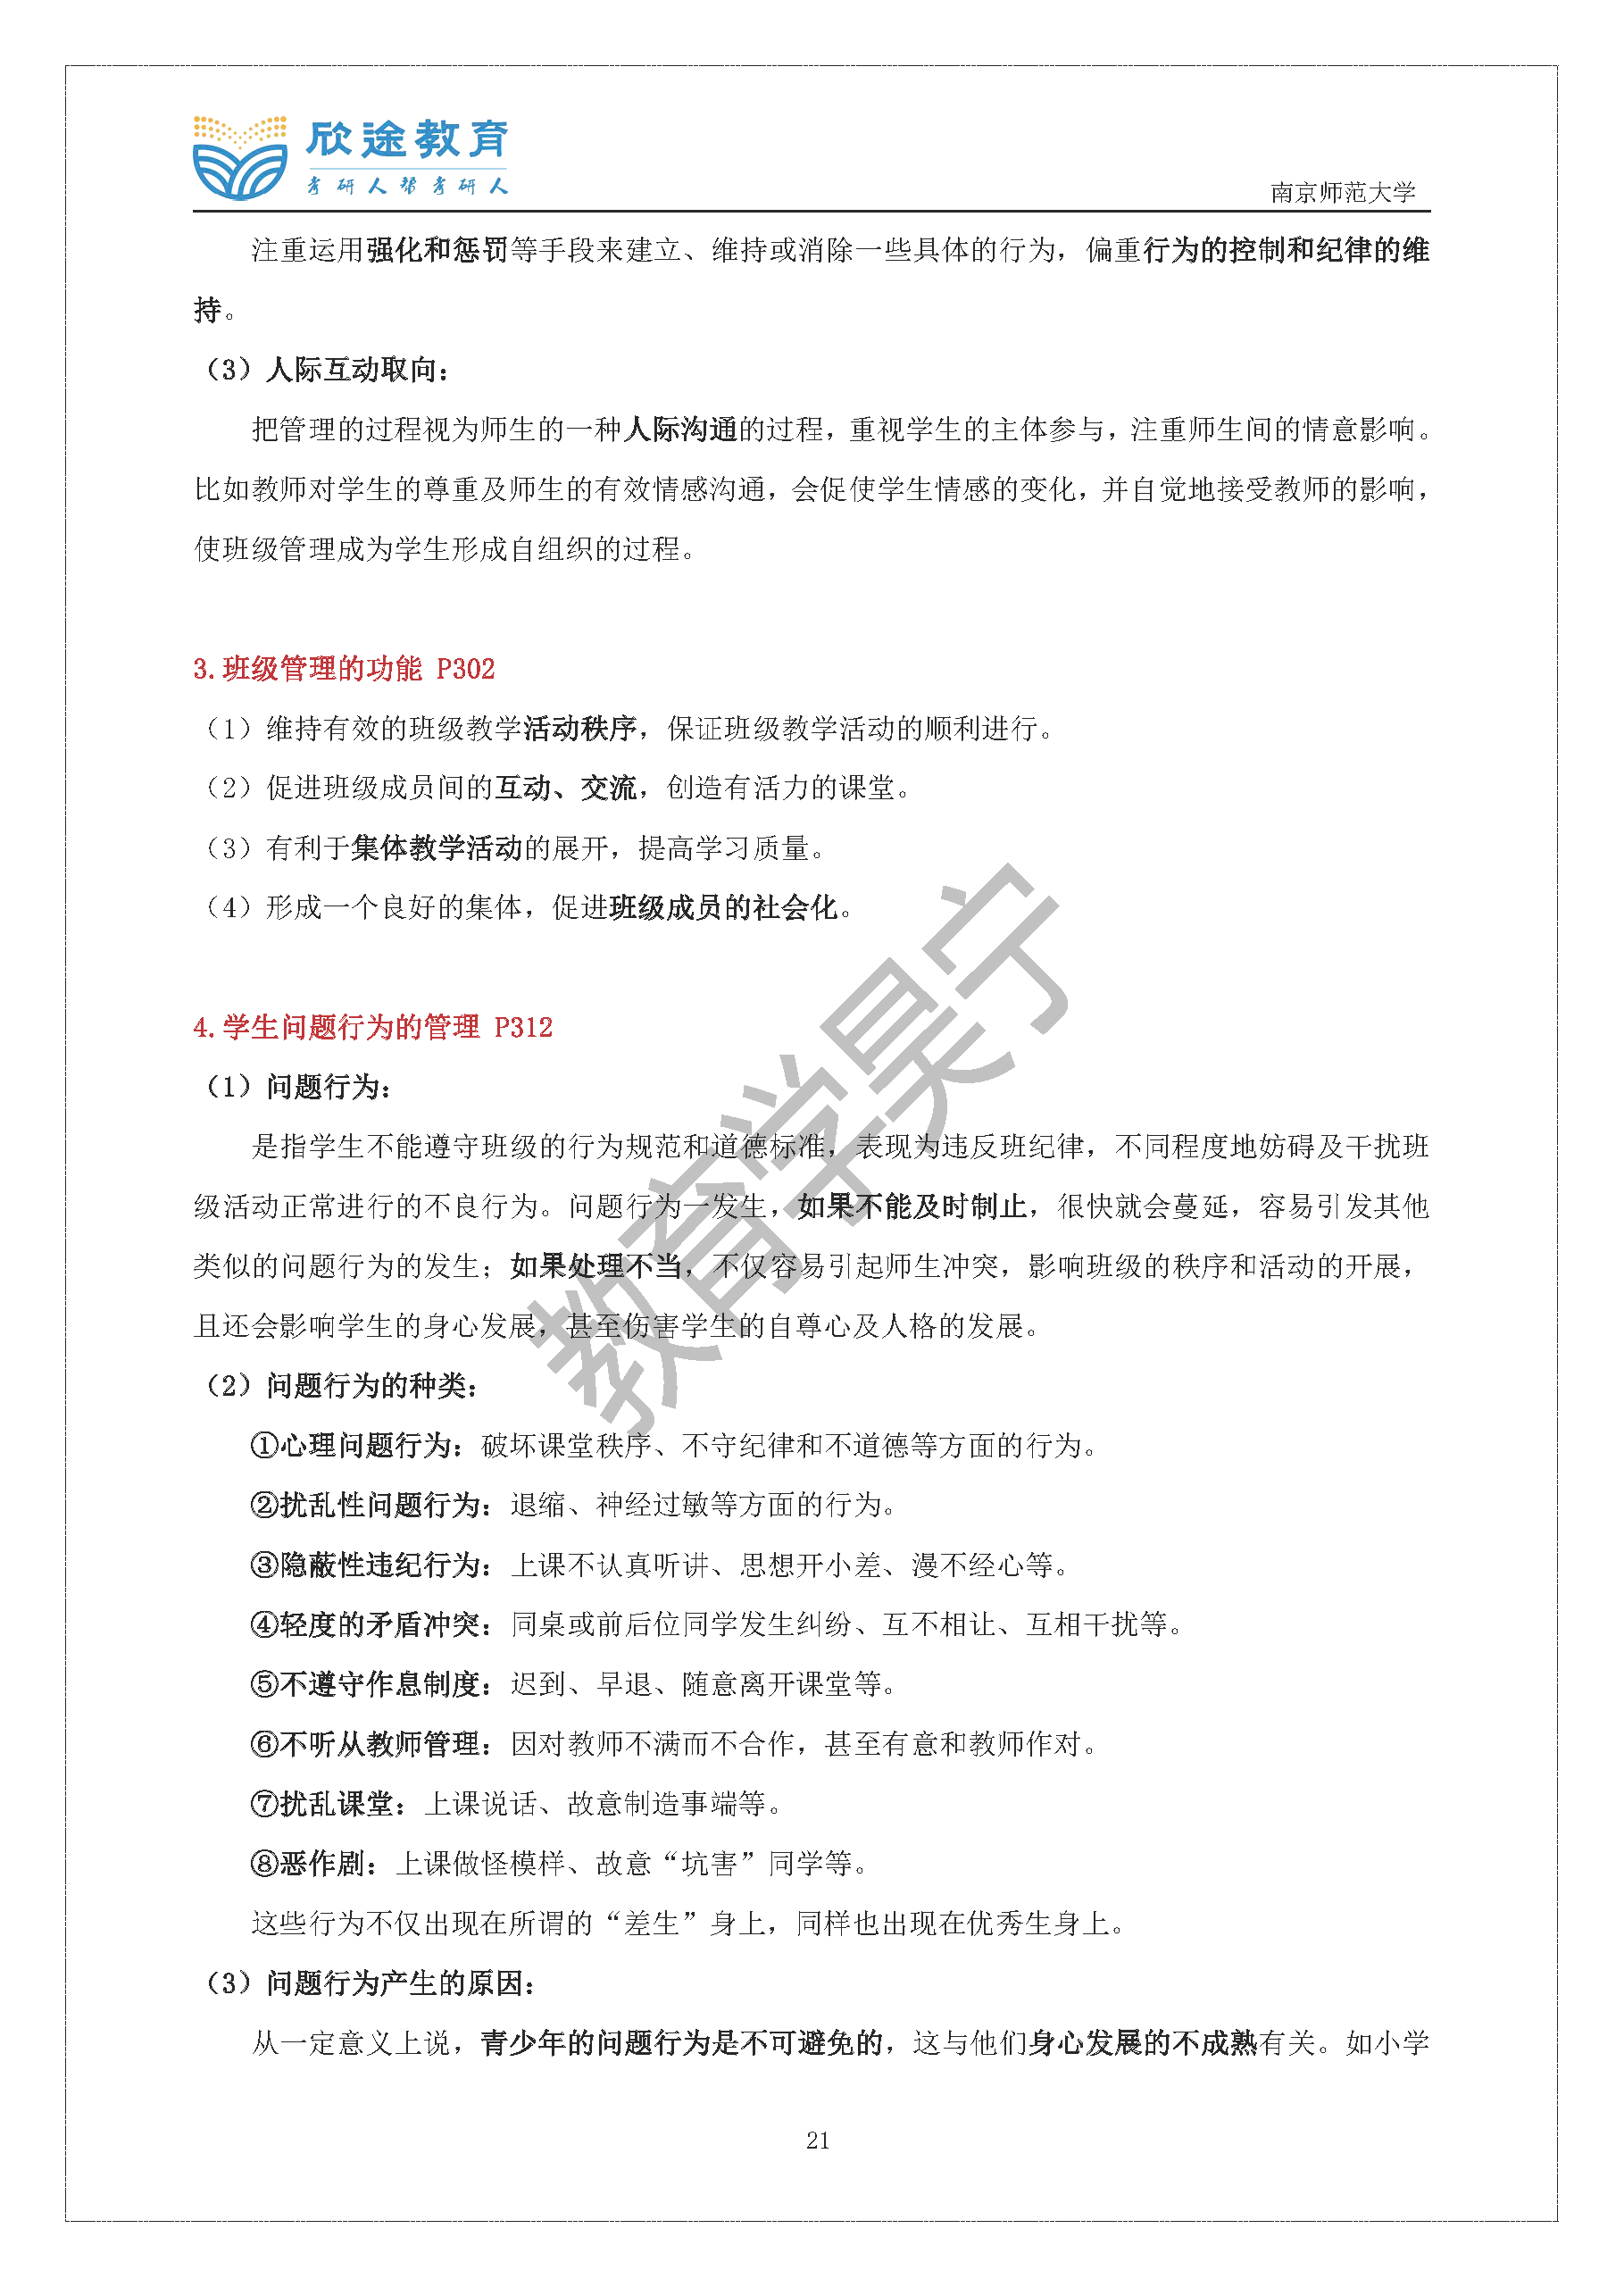 欣途教育
考研人帮考研人
南京师范大学
注重运用强化和惩罚等手段来建立、维持或消除一些具体的行为，偏重行为的控制和纪律的维
持。
（3）人际互动取向：
把管理的过程视为师生的一种人际沟通的过程，重视学生的主体参与，注重师生间的情意影响。
比如教师对学生的尊重及师生的有效情感沟通，会促使学生情感的变化，并自觉地接受教师的影响，
使班级管理成为学生形成自组织的过程。
3.班级管理的功能 P302
（1）维持有效的班级教学活动秩序，保证班级教学活动的顺利进行。
（2）促进班级成员间的互动、交流，创造有活力的课堂。
（3）有利于集体教学活动的展开，提高学习质量。
（4）形成一个良好的集体，促进班级成员的社会化。
4.学生问题行为的管理 P312
（1）问题行为：
是指学生不能遵守班级的行为规范和道德标准，表现为违反班纪律，不同程度地妨碍及干扰班
级活动正常进行的不良行为。问题行为一发生，如果不能及时制止，很快就会蔓延，容易引发其他
类似的问题行为的发生；如果处理不当，不仅容易引起师生冲突，影响班级的秩序和活动的开展，
且还会影响学生的身心发展，甚至伤害学生的自尊心及人格的发展。
（2）问题行为的种类：
①心理问题行为：破坏课堂秩序、不守纪律和不道德等方面的行为。
②扰乱性问题行为：退缩、神经过敏等方面的行为。
③隐蔽性违纪行为：上课不认真听讲、思想开小差、漫不经心等。
④轻度的矛盾冲突：同桌或前后位同学发生纠纷、互不相让、互相干扰等。
⑤不遵守作息制度：迟到、早退、随意离开课堂等。
⑥不听从教师管理：因对教师不满而不合作，甚至有意和教师作对。
⑦扰乱课堂：上课说话、故意制造事端等。
⑧恶作剧：上课做怪模样、故意“坑害”同学等。
这些行为不仅出现在所谓的“差生”身上，同样也出现在优秀生身上。
（3）问题行为产生的原因：
从一定意义上说，青少年的问题行为是不可避免的，这与他们身心发展的不成熟有关。如小学
21
教育学昊宁